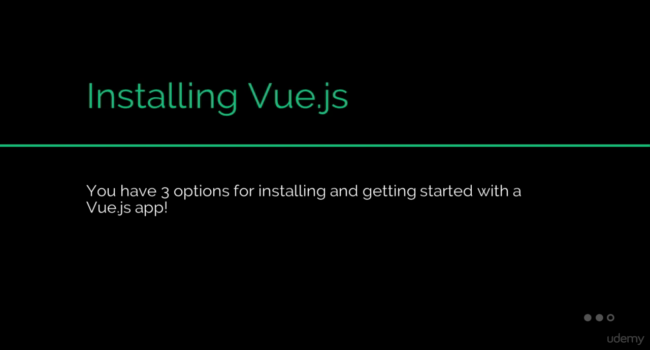 Installing Vue.js
You have 3 options for installing and getting started with a
Vue.js app!
udemy